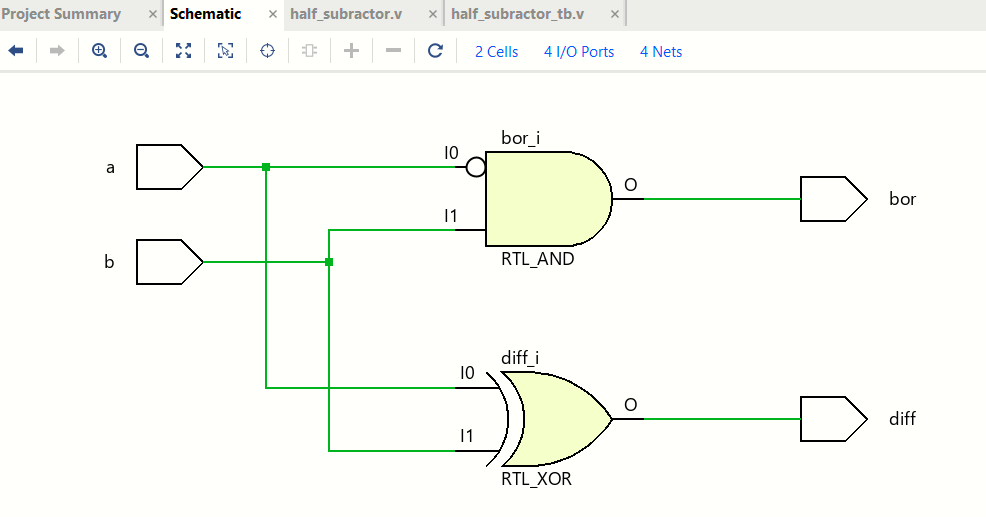 Project Summary × Schematic × half_subractor.v × half_subractor_tb.v ×
2 Cells 4 I/O Ports 4 Nets
bor_i
I0
a
O
bor
I1
b
RTL_AND
diff_i
I0
O
diff
I1
RTL_XOR